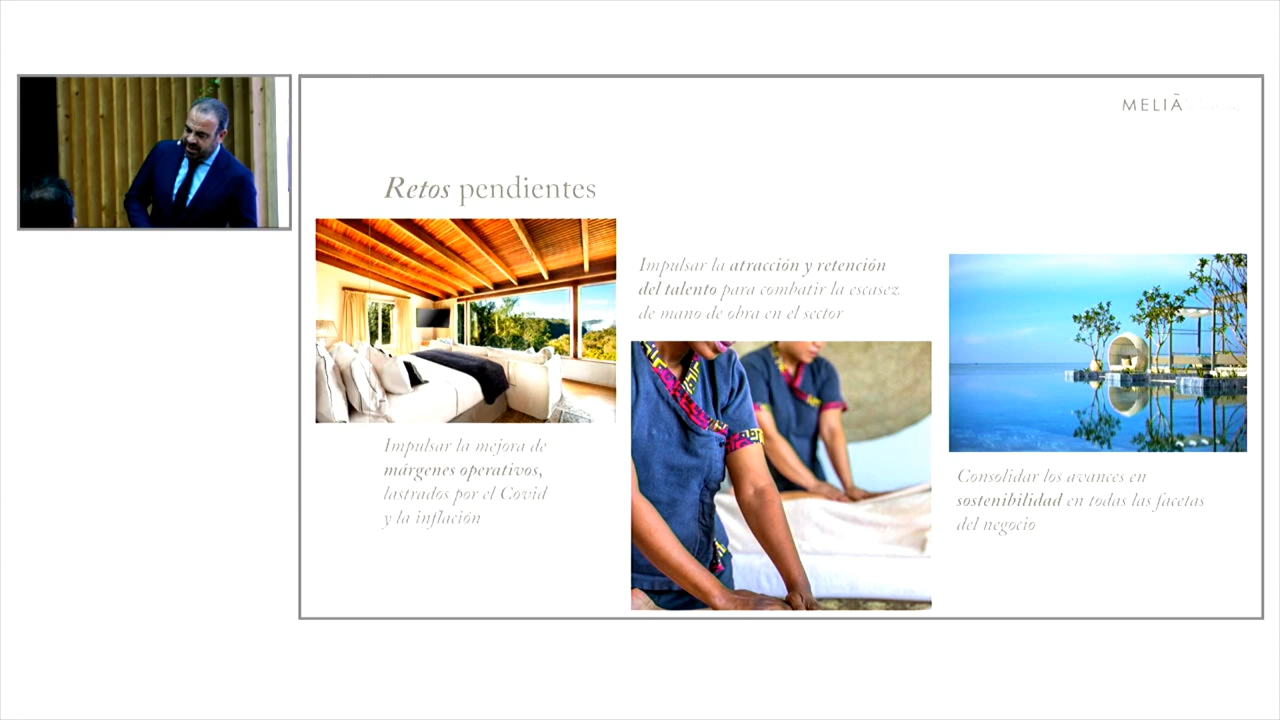 MELIÃ
Retos pendientes
Impulsar la atracción y retención
del talento para combatir la escasez
de mano de obra en el sector
Impulsar la mejora de
márgenes operativos,
lastrados por el Covid
y la inflación
Consolidar los avances en
sostenibilidad en todas las facetas
del negocio